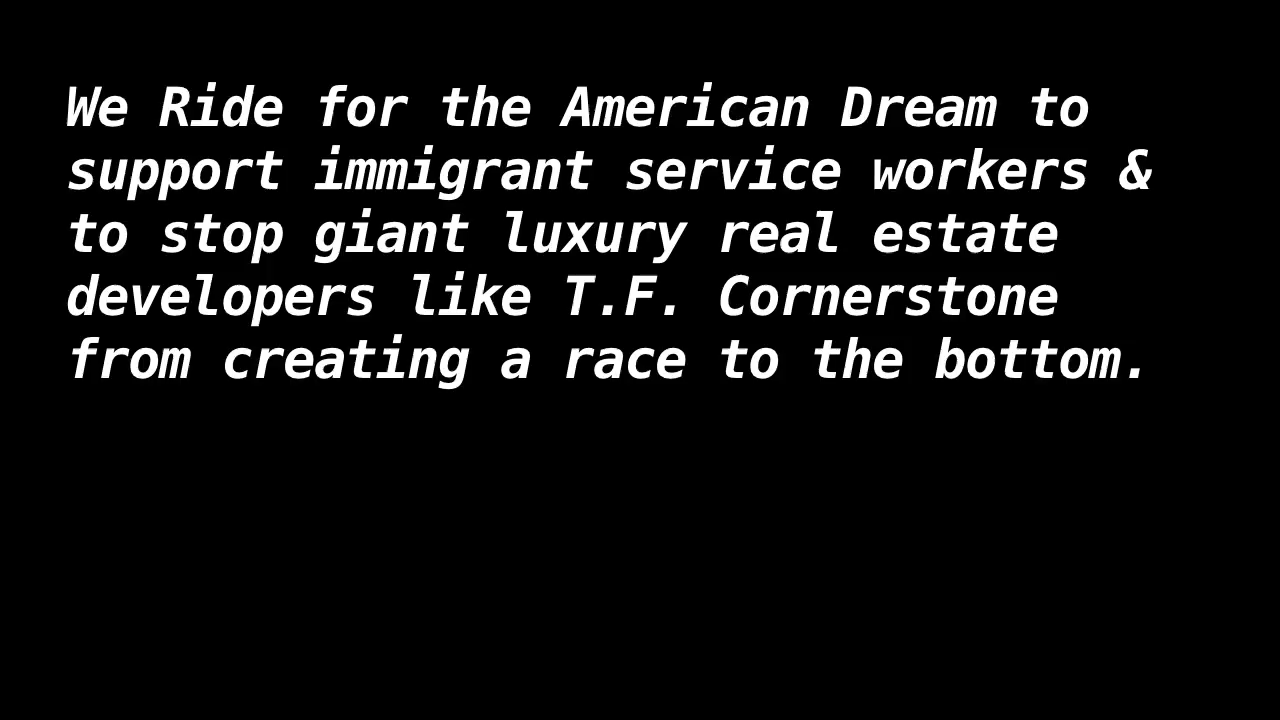 We Ride for the American Dream to
support immigrant service workers &
to stop giant luxury real estate
developers like T.F. Cornerstone
from creating a race to the bottom.